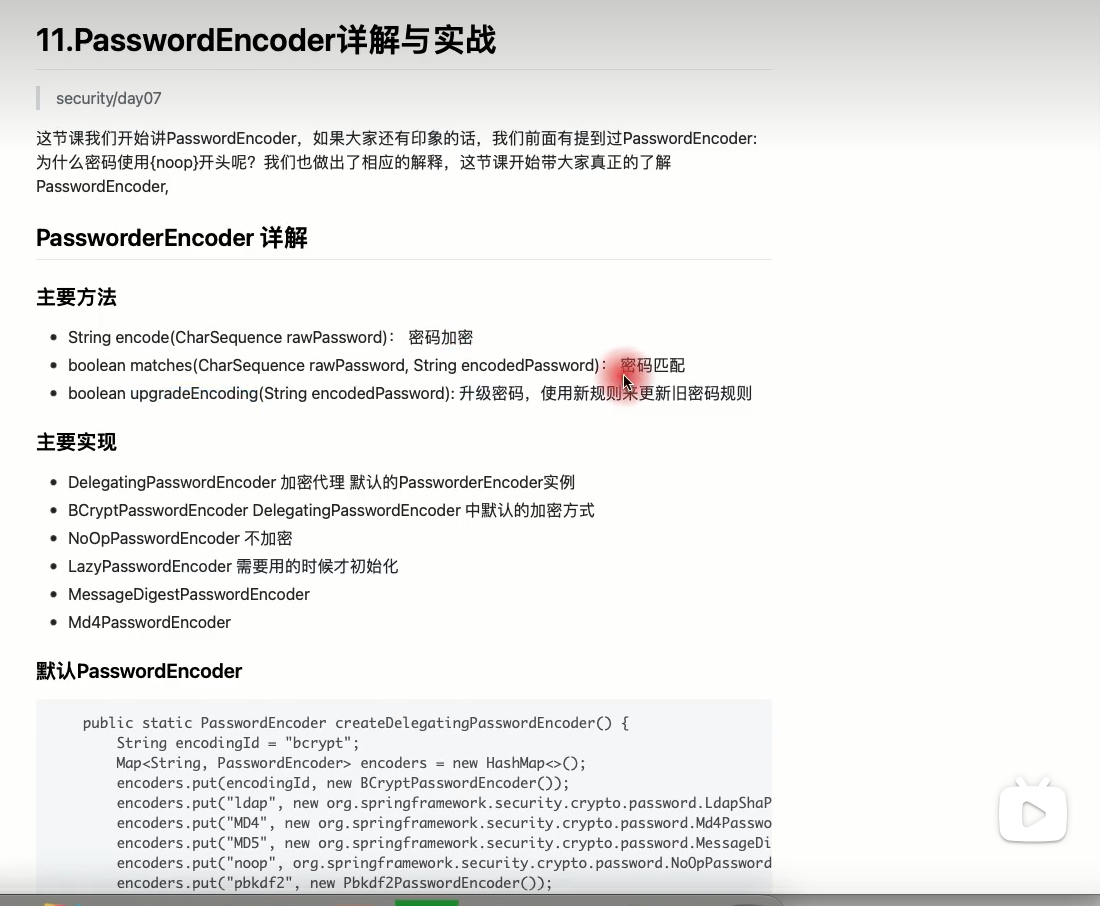 11.PasswordEncoder详解与实战
security/day07
这节课我们开始讲PasswordEncoder，如果大家还有印象的话，我们前面有提到过PasswordEncoder:
为什么密码使用{noop}开头呢？我们也做出了相应的解释，这节课开始带大家真正的了解
PasswordEncoder,
PassworderEncoder 详解
主要方法
String encode(CharSequence rawPassword)： 密码加密
boolean matches(CharSequence rawPassword, String encodedPassword)： 密码匹配
boolean upgradeEncoding(String encodedPassword): 升级密码，使用新规则来更新旧密码规则
主要实现
DelegatingPasswordEncoder 加密代理 默认的PassworderEncoder实例
BCryptPasswordEncoder DelegatingPasswordEncoder 中默认的加密方式
NoOpPasswordEncoder 不加密
LazyPasswordEncoder 需要用的时候才初始化
MessageDigestPasswordEncoder
Md4PasswordEncoder
默认PasswordEncoder
public static PasswordEncoder createDelegatingPasswordEncoder() {
String encodingId = "bcrypt";
Map<String, PasswordEncoder> encoders = new HashMap<>();
encoders.put(encodingId, new BCryptPasswordEncoder());
encoders.put("ldap", new org.springframework.security.crypto.password.LdapShaP
encoders.put("MD4", new org.springframework.security.crypto.password.Md4Passwo
encoders.put("MD5", new org.springframework.security.crypto.password.MessageDi
encoders.put("noop", org.springframework.security.crypto.password.NoOpPassword
encoders.put("pbkdf2", new Pbkdf2PasswordEncoder());